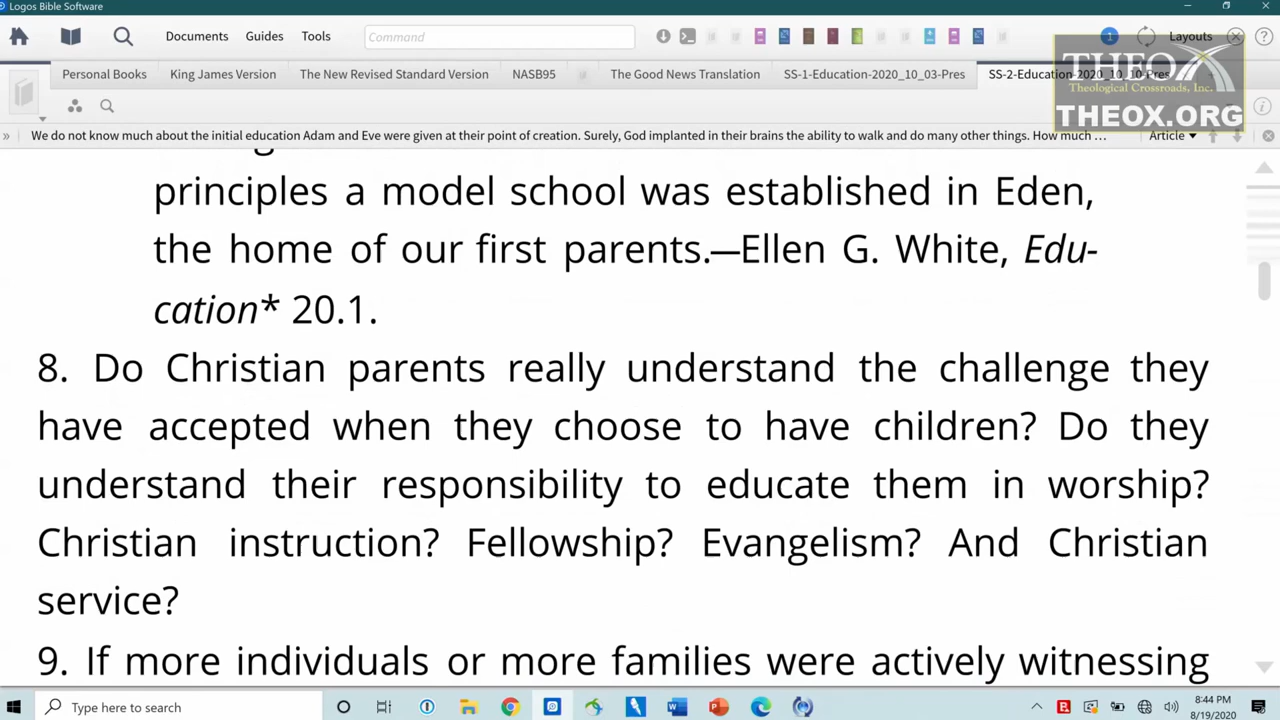 Logos Bible Software
Documents Guides Tools Command 1 Layouts
THEOX
Theological Crossroads, Inc.
THEOX.ORG
Personal Books King James Version The New Revised Standard Version NASB95 The Good News Translation SS-1-Education-2020_10_03-Pres SS-2-Education-2020_10_10-Pres
» We do not know much about the initial education Adam and Eve were given at their point of creation. Surely, God implanted in their brains the ability to walk and do many other things. How much ... Article
principles a model school was established in Eden,
the home of our first parents.—Ellen G. White, Edu-
cation* 20.1.
8. Do Christian parents really understand the challenge they
have accepted when they choose to have children? Do they
understand their responsibility to educate them in worship?
Christian instruction? Fellowship? Evangelism? And Christian
service?
9. If more individuals or more families were actively witnessing
Type here to search
8:44 PM
8/19/2020